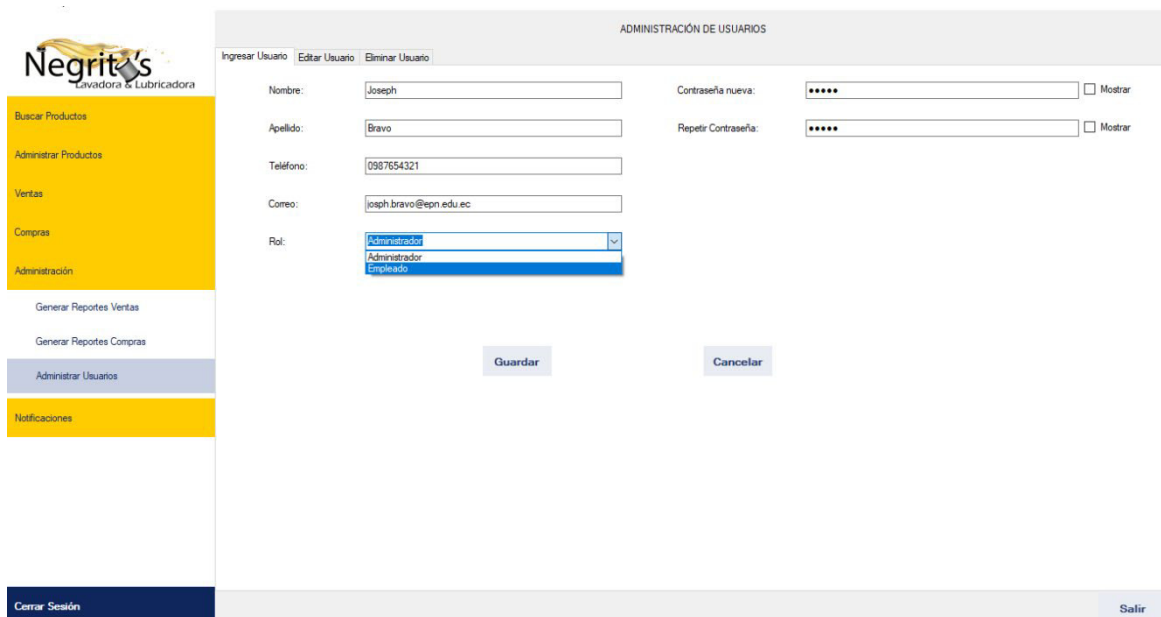 ADMINISTRACIÓN DE USUARIOS
Negrito's
Lavadora & Lubricadora
Buscar Productos
Administrar Productos
Ventas
Compras
Administración
Generar Reportes Ventas
Generar Reportes Compras
Administrar Usuarios
Notificaciones
Cerrar Sesión
Ingresar Usuario Editar Usuario Eliminar Usuario
Nombre: Joseph
Apellido: Bravo
Teléfono: 0987654321
Correo: josph.bravo@epn.edu.ec
Rol: Administrador
Administrador
Empleado
Contraseña nueva: ●●●●● Mostrar
Repetir Contraseña: ●●●●● Mostrar
Guardar Cancelar
Salir